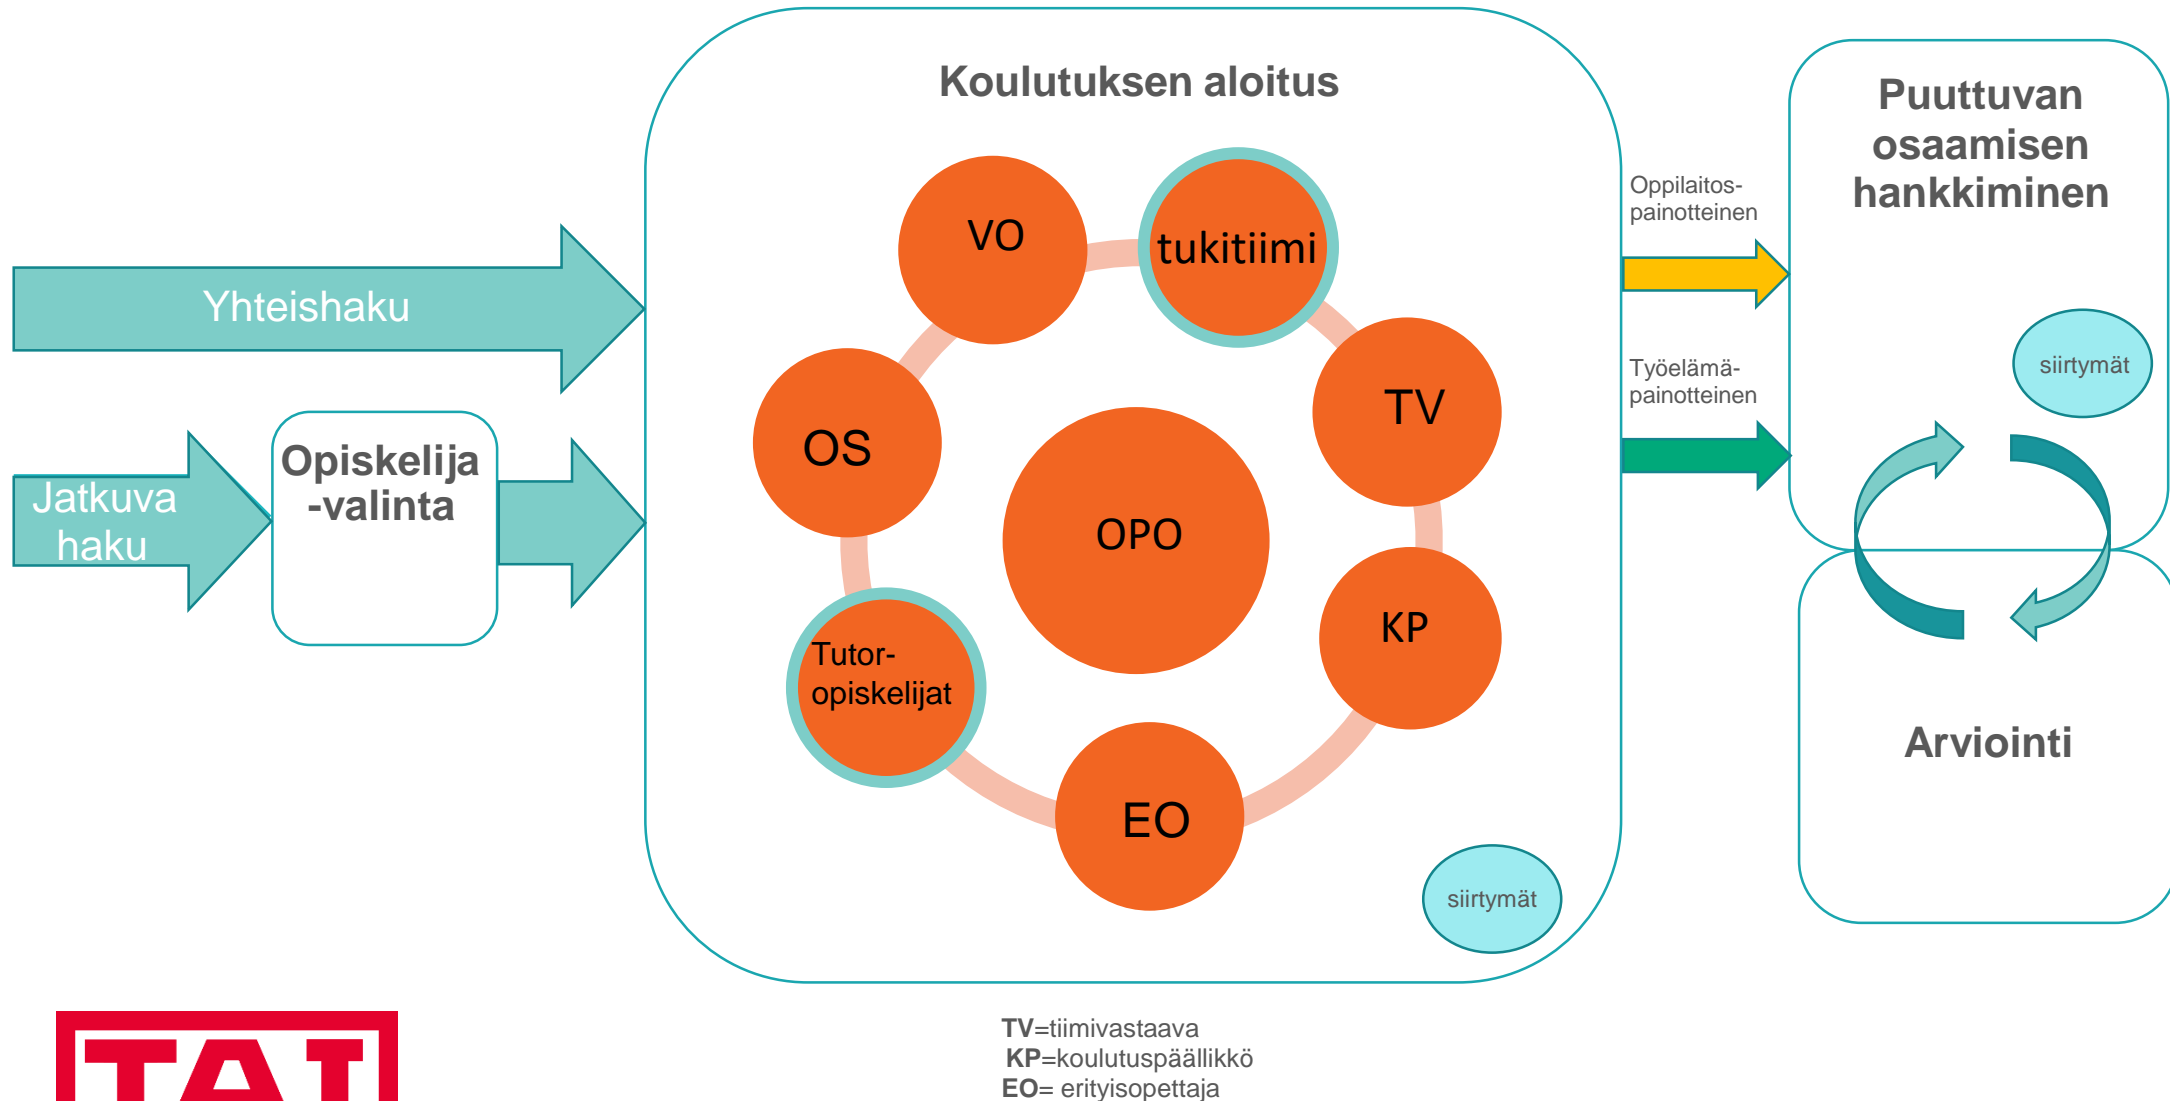 Koulutuksen aloitus
Puuttuvan
osaamisen
hankkiminen
Oppilaitos-
painotteinen
Työelämä-
painotteinen
siirtymät
Yhteishaku
Jatkuva
haku
Opiskelija
-valinta
VO
tukitiimi
TV
OS
OPO
KP
Tutor-
opiskelijat
EO
siirtymät
Arviointi
TV=tiimivastaava
KP=koulutuspäällikkö
EO= erityisopettaja
TAI